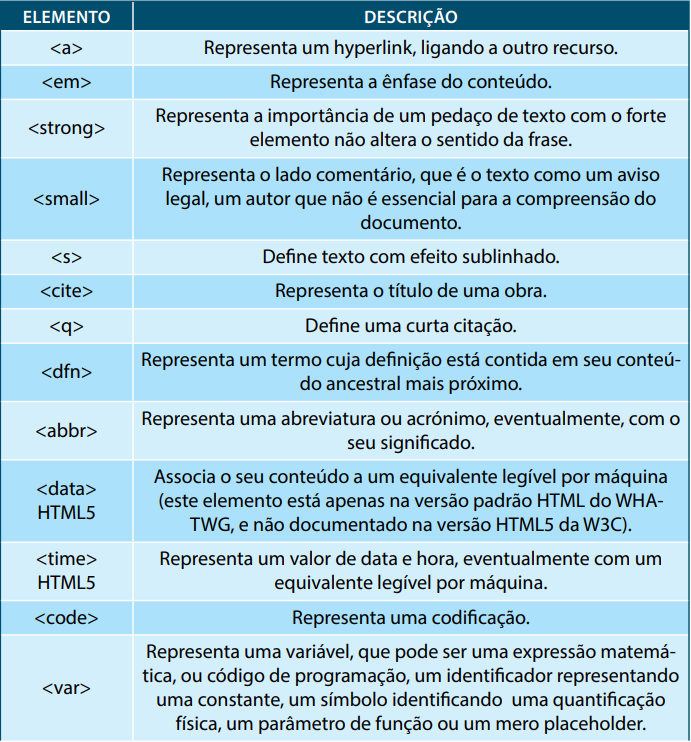 ELEMENTO DESCRIÇÃO
<a> Representa um hyperlink, ligando a outro recurso.
<em> Representa a ênfase do conteúdo.
<strong> Representa a importância de um pedaço de texto com o forte
elemento não altera o sentido da frase.
<small> Representa o lado comentário, que é o texto como um aviso
legal, um autor que não é essencial para a compreensão do
documento.
<s> Define texto com efeito sublinhado.
<cite> Representa o título de uma obra.
<q> Define uma curta citação.
<dfn> Representa um termo cuja definição está contida em seu conteú-
do ancestral mais próximo.
<abbr> Representa uma abreviatura ou acrónimo, eventualmente, com o
seu significado.
<data> Associa o seu conteúdo a um equivalente legível por máquina
HTML5 (este elemento está apenas na versão padrão HTML do WHA-
TWG, e não documentado na versão HTML5 da W3C).
<time> Representa um valor de data e hora, eventualmente com um
HTML5 equivalente legível por máquina.
<code> Representa uma codificação.
<var> Representa uma variável, que pode ser uma expressão matemá-
tica, ou código de programação, um identificador representando
uma constante, um símbolo identificando uma quantificação
física, um parâmetro de função ou um mero placeholder.